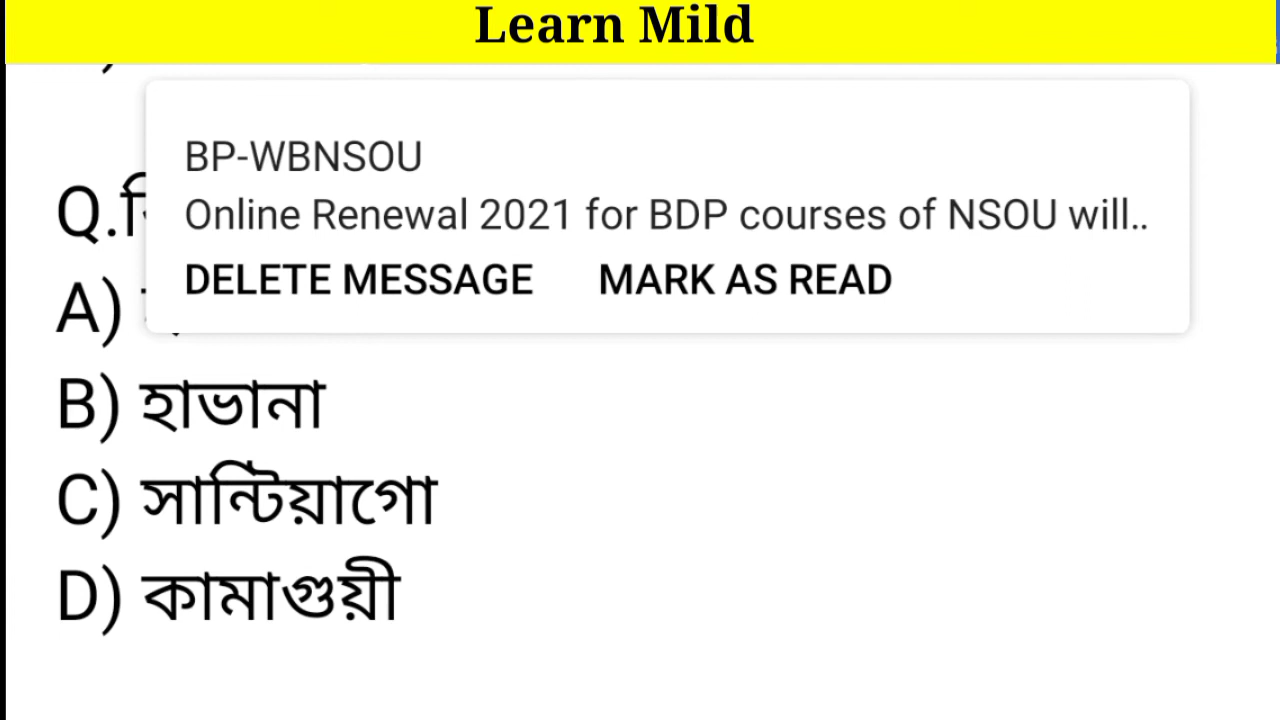 Learn Mild
BP-WBNSOU
Online Renewal 2021 for BDP courses of NSOU will..
DELETE MESSAGE MARK AS READ
Q.
A)
B) হাভানা
C) সান্টিয়াগো
D) কামাগুয়ী